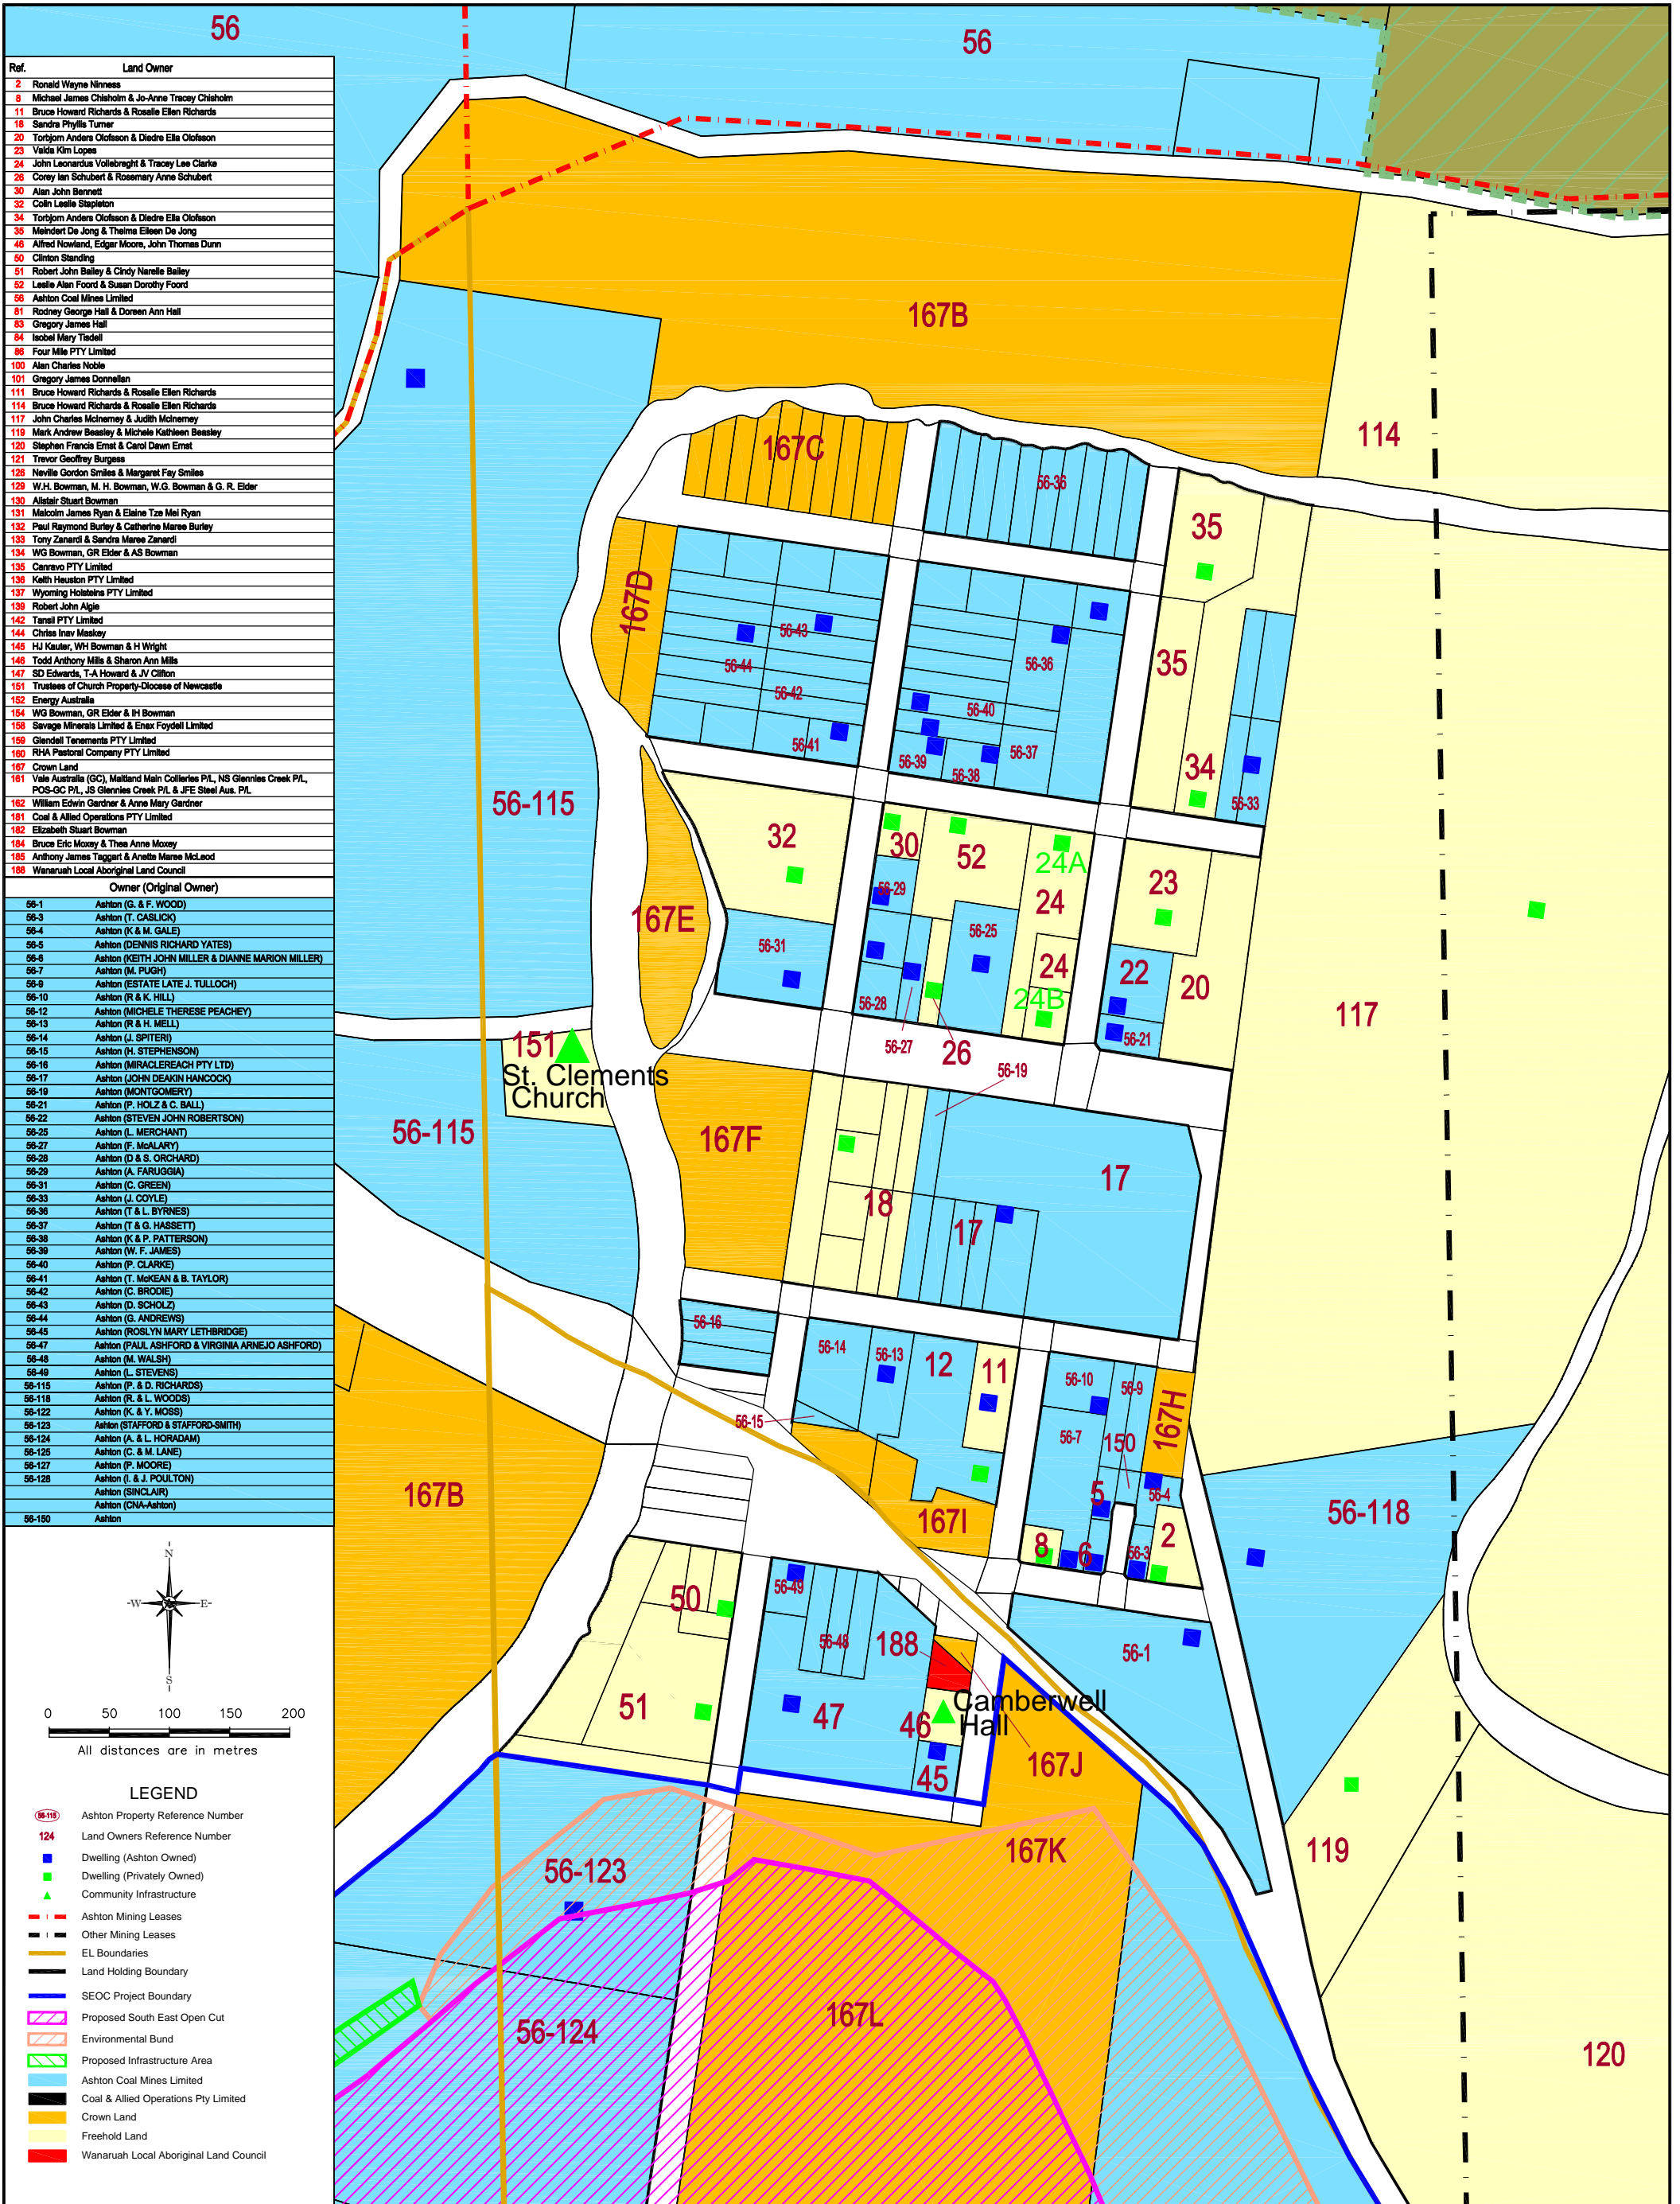 56
56
Ref. Land Owner
2 Ronald Wayne Ninness
8 Michael James Chisholm & Jo-Anne Tracey Chisholm
11 Bruce Howard Richards & Rosalie Ellen Richards
18 Sandra Phyllis Turner
20 Torbjorn Anders Olofsson & Diedre Ella Olofsson
23 Valda Kim Lopes
24 John Leonardus Vollebreght & Tracey Lee Clarke
26 Corey Ian Schubert & Rosemary Anne Schubert
30 Alan John Bennett
32 Colin Leslie Stapleton
34 Torbjorn Anders Olofsson & Diedre Ella Olofsson
35 Meindert De Jong & Thelma Eileen De Jong
46 Alfred Nowland, Edgar Moore, John Thomas Dunn
50 Clinton Standing
51 Robert John Bailey & Cindy Narelle Bailey
52 Leslie Alan Foord & Susan Dorothy Foord
56 Ashton Coal Mines Limited
81 Rodney George Hall & Doreen Ann Hall
83 Gregory James Hall
84 Isobel Mary Tisdell
86 Four Mile PTY Limited
100 Alan Charles Noble
101 Gregory James Donnellan
111 Bruce Howard Richards & Rosalie Ellen Richards
114 Bruce Howard Richards & Rosalie Ellen Richards
117 John Charles McInerney & Judith McInerney
119 Mark Andrew Beasley & Michele Kathleen Beasley
120 Stephen Francis Ernst & Carol Dawn Ernst
121 Trevor Geoffrey Burgess
126 Neville Gordon Smiles & Margaret Fay Smiles
129 W.H. Bowman, M. H. Bowman, W.G. Bowman & G. R. Elder
130 Alistair Stuart Bowman
131 Malcolm James Ryan & Elaine Tze Mei Ryan
132 Paul Raymond Burley & Catherine Maree Burley
133 Tony Zanardi & Sandra Maree Zanardi
134 WG Bowman, GR Elder & AS Bowman
135 Canravo PTY Limited
136 Keith Heuston PTY Limited
137 Wyoming Holsteins PTY Limited
139 Robert John Algie
142 Tansil PTY Limited
144 Chriss Inav Maskey
145 HJ Kauter, WH Bowman & H Wright
146 Todd Anthony Mills & Sharon Ann Mills
147 SD Edwards, T-A Howard & JV Clifton
151 Trustees of Church Property-Diocese of Newcastle
152 Energy Australia
154 WG Bowman, GR Elder & IH Bowman
158 Savage Minerals Limited & Enex Foydell Limited
159 Glendell Tenements PTY Limited
160 RHA Pastoral Company PTY Limited
167 Crown Land
161 Vale Australia (GC), Maitland Main Collieries P/L, NS Glennies Creek P/L,
POS-GC P/L, JS Glennies Creek P/L & JFE Steel Aus. P/L
162 William Edwin Gardner & Anne Mary Gardner
181 Coal & Allied Operations PTY Limited
182 Elizabeth Stuart Bowman
184 Bruce Eric Moxey & Thea Anne Moxey
185 Anthony James Taggart & Anette Maree McLeod
188 Wanaruah Local Aboriginal Land Council
Owner (Original Owner)
56-1 Ashton (G. & F. WOOD)
56-3 Ashton (T. CASLICK)
56-4 Ashton (K & M. GALE)
56-5 Ashton (DENNIS RICHARD YATES)
56-6 Ashton (KEITH JOHN MILLER & DIANNE MARION MILLER)
56-7 Ashton (M. PUGH)
56-9 Ashton (ESTATE LATE J. TULLOCH)
56-10 Ashton (R & K. HILL)
56-12 Ashton (MICHELE THERESE PEACHEY)
56-13 Ashton (R & H. MELL)
56-14 Ashton (J. SPITERI)
56-15 Ashton (H. STEPHENSON)
56-16 Ashton (MIRACLEREACH PTY LTD)
56-17 Ashton (JOHN DEAKIN HANCOCK)
56-19 Ashton (MONTGOMERY)
56-21 Ashton (P. HOLZ & C. BALL)
56-22 Ashton (STEVEN JOHN ROBERTSON)
56-25 Ashton (L. MERCHANT)
56-27 Ashton (F. McALARY)
56-28 Ashton (D & S. ORCHARD)
56-29 Ashton (A. FARUGGIA)
56-31 Ashton (C. GREEN)
56-33 Ashton (J. COYLE)
56-36 Ashton (T & L. BYRNES)
56-37 Ashton (T & G. HASSETT)
56-38 Ashton (K & P. PATTERSON)
56-39 Ashton (W. F. JAMES)
56-40 Ashton (P. CLARKE)
56-41 Ashton (T. McKEAN & B. TAYLOR)
56-42 Ashton (C. BRODIE)
56-43 Ashton (D. SCHOLZ)
56-44 Ashton (G. ANDREWS)
56-45 Ashton (ROSLYN MARY LETHBRIDGE)
56-47 Ashton (PAUL ASHFORD & VIRGINIA ARNEJO ASHFORD)
56-48 Ashton (M. WALSH)
56-49 Ashton (L. STEVENS)
56-115 Ashton (P. & D. RICHARDS)
56-118 Ashton (R. & L. WOODS)
56-122 Ashton (K. & Y. MOSS)
56-123 Ashton (STAFFORD & STAFFORD-SMITH)
56-124 Ashton (A. & L. HORADAM)
56-125 Ashton (C. & M. LANE)
56-127 Ashton (P. MOORE)
56-128 Ashton (I. & J. POULTON)
Ashton (SINCLAIR)
Ashton (CNA-Ashton)
56-150 Ashton
N
-W- -E-
S
0 50 100 150 200
All distances are in metres
LEGEND
56-115 Ashton Property Reference Number
124 Land Owners Reference Number
Dwelling (Ashton Owned)
Dwelling (Privately Owned)
Community Infrastructure
Ashton Mining Leases
Other Mining Leases
EL Boundaries
Land Holding Boundary
SEOC Project Boundary
Proposed South East Open Cut
Environmental Bund
Proposed Infrastructure Area
Ashton Coal Mines Limited
Coal & Allied Operations Pty Limited
Crown Land
Freehold Land
Wanaruah Local Aboriginal Land Council
167B
114
167C
56-36
35
167D
56-43
56-44
56-36
35
56-42
56-40
56-41
56-39
56-38
56-37
34
56-33
56-115
32
30
52
24A
23
56-29
24
167E
56-31
56-25
24
22
20
56-28
24B
56-21
117
56-27
26
56-19
151
St. Clements
Church
56-115
167F
17
18
17
56-16
56-14
56-13
12
11
56-10
56-9
167H
56-15
56-7
150
167B
5
56-4
56-118
167I
8
6
56-3
2
50
56-49
56-48
188
56-1
51
47
46
Camberwell
Hall
45
167J
56-123
167K
119
56-124
167L
120